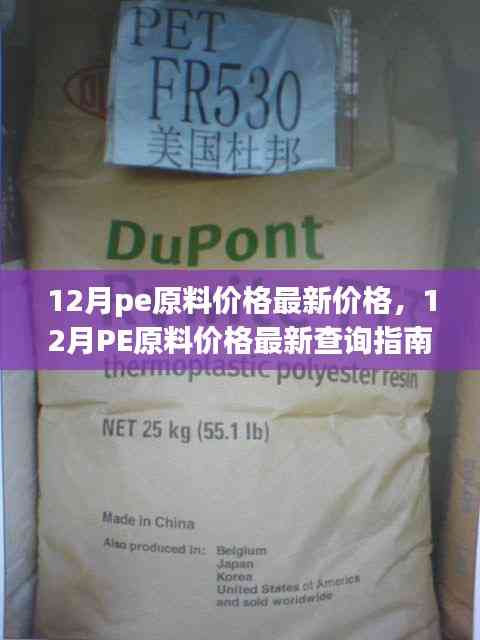 PET
FR530
美国杜邦
DuPont
12月pe原料价格最新价格，1
2月PE原料价格最新查询指南
thermoplastic polyester resin
NET 25 kg (55.1 lb)
Made in China
Also produced in: Belgium
Japan
Korea
United States of America
and sold worldwide